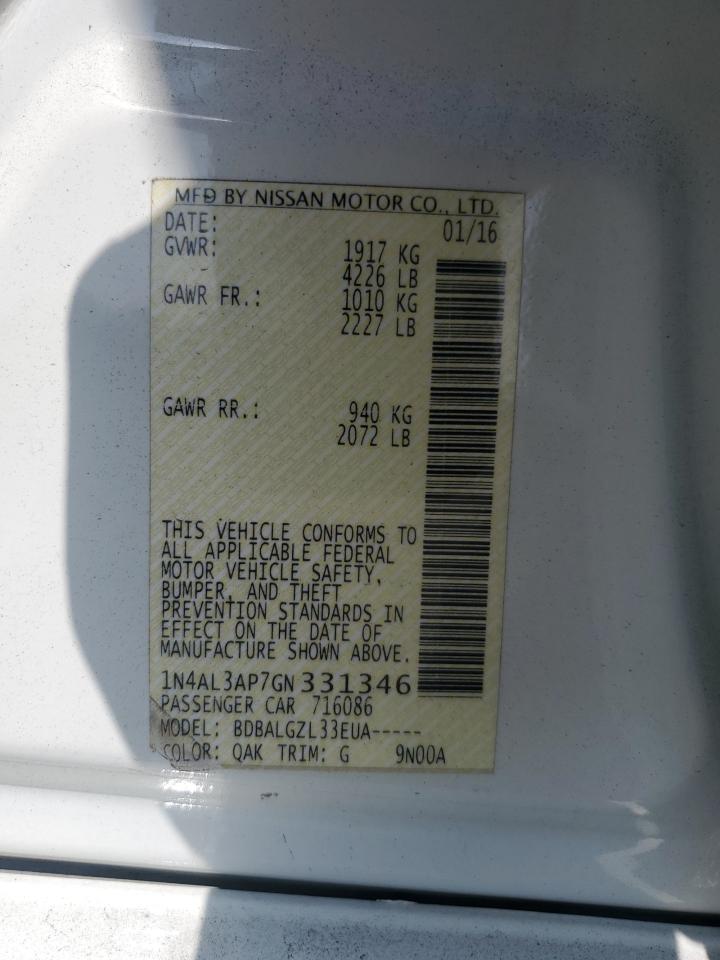 MFD BY NISSAN MOTOR CO., LTD.
DATE: 01/16
GVWR: 1917 KG
4226 LB
GAWR FR.: 1010 KG
2227 LB
GAWR RR.: 940 KG
2072 LB
THIS VEHICLE CONFORMS TO
ALL APPLICABLE FEDERAL
MOTOR VEHICLE SAFETY,
BUMPER, AND THEFT
PREVENTION STANDARDS IN
EFFECT ON THE DATE OF
MANUFACTURE SHOWN ABOVE.
1N4AL3AP7GN331346
PASSENGER CAR 716086
MODEL: BDBALGZL33EUA-----
COLOR: QAK TRIM: G 9N00A